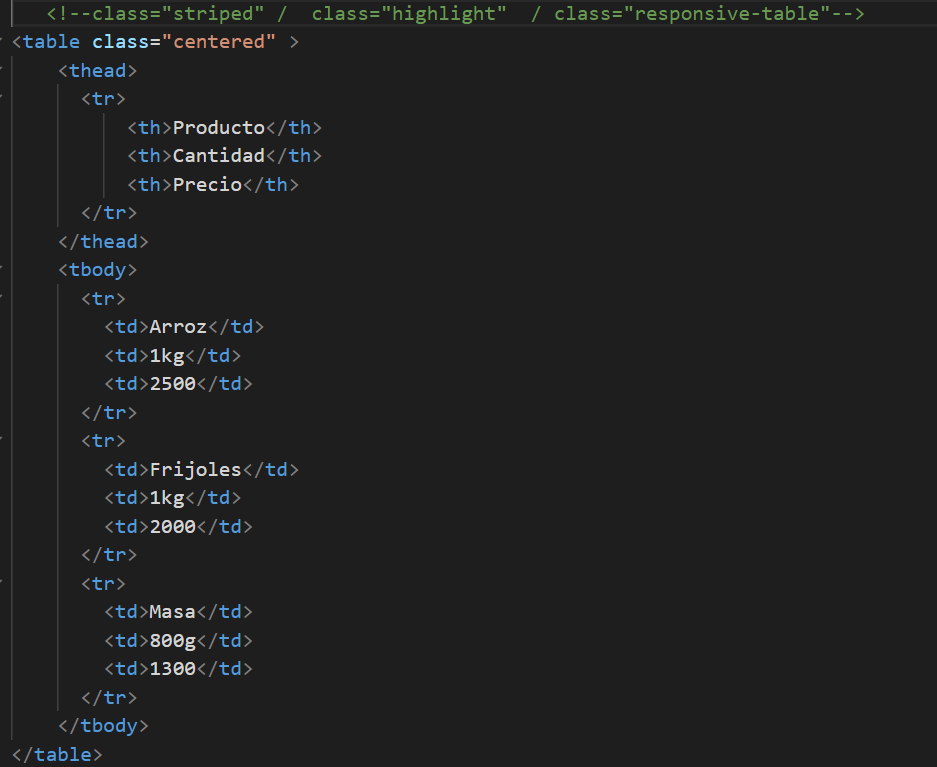 <!--class="striped" /  class="highlight"  / class="responsive-table"-->
<table class="centered" >
<thead>
<tr>
<th>Producto</th>
<th>Cantidad</th>
<th>Precio</th>
</tr>
</thead>
<tbody>
<tr>
<td>Arroz</td>
<td>1kg</td>
<td>2500</td>
</tr>
<tr>
<td>Frijoles</td>
<td>1kg</td>
<td>2000</td>
</tr>
<tr>
<td>Masa</td>
<td>800g</td>
<td>1300</td>
</tr>
</tbody>
</table>